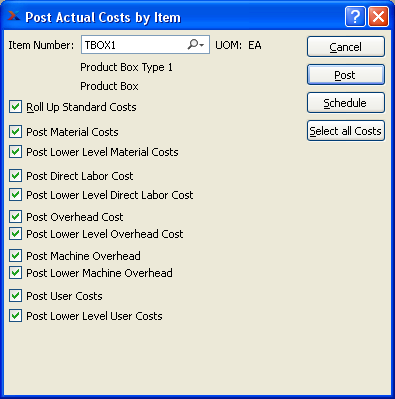 Post Actual Costs by Item
Item Number: TBOX1 UOM: EA
Cancel
Product Box Type 1
Post
Product Box
Roll Up Standard Costs
Schedule
Post Material Costs
Select all Costs
Post Lower Level Material Costs
Post Direct Labor Cost
Post Lower Level Direct Labor Cost
Post Overhead Cost
Post Lower Level Overhead Cost
Post Machine Overhead
Post Lower Machine Overhead
Post User Costs
Post Lower Level User Costs